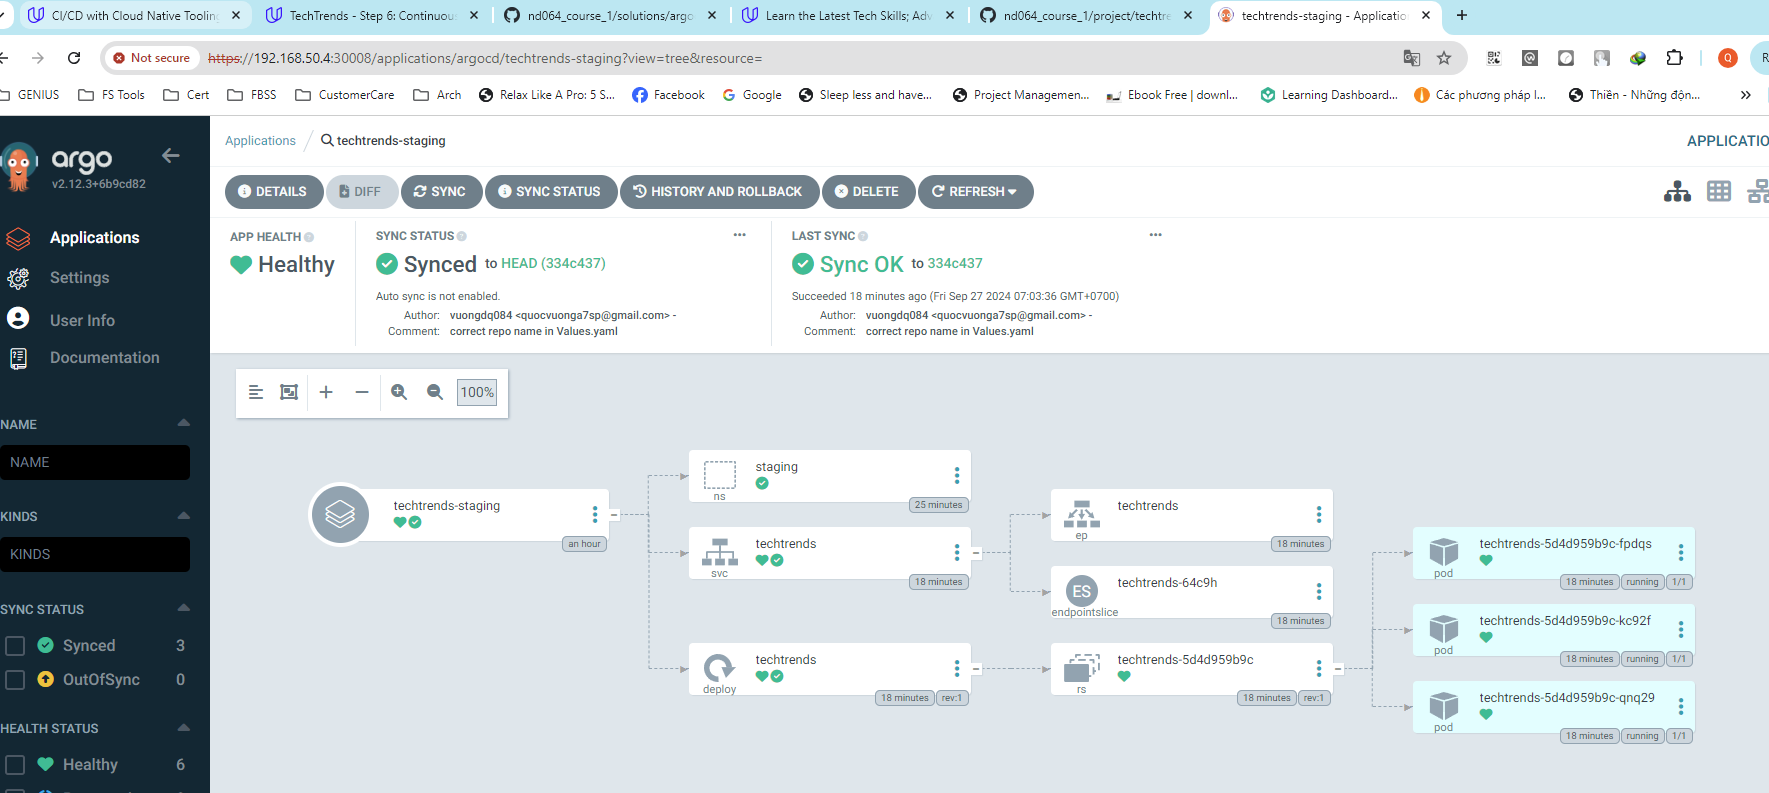 CI/CD with Cloud Native Tooling
TechTrends - Step 6: Continuous
nd064_course_1/solutions/argo
Learn the Latest Tech Skills; Adv
nd064_course_1/project/techtre
techtrends-staging - Application
Not secure
https://192.168.50.4:30008/applications/argocd/techtrends-staging?view=tree&resource=
Q
R
GENIUS
FS Tools
Cert
FBSS
CustomerCare
Arch
Relax Like A Pro: 5 S...
Facebook
Google
Sleep less and have...
Project Managemen...
Ebook Free | downl...
Learning Dashboard...
Các phương pháp l...
Thiền - Những độn...
argo
v2.12.3+6b9cd82
Applications
Settings
User Info
Documentation
NAME
NAME
KINDS
KINDS
SYNC STATUS
Synced 3
OutOfSync 0
HEALTH STATUS
Healthy 6
Applications
techtrends-staging
APPLICATIO
DETAILS
DIFF
SYNC
SYNC STATUS
HISTORY AND ROLLBACK
DELETE
REFRESH
APP HEALTH
Healthy
SYNC STATUS
Synced to HEAD (334c437)
Auto sync is not enabled.
Author: vuongdq084 <quocvuonga7sp@gmail.com> -
Comment: correct repo name in Values.yaml
LAST SYNC
Sync OK to 334c437
Succeeded 18 minutes ago (Fri Sep 27 2024 07:03:36 GMT+0700)
Author: vuongdq084 <quocvuonga7sp@gmail.com> -
Comment: correct repo name in Values.yaml
100%
techtrends-staging
an hour
staging
ns
25 minutes
techtrends
svc
18 minutes
techtrends
deploy
18 minutes
rev:1
techtrends
ep
18 minutes
ES
techtrends-64c9h
endpointslice
18 minutes
techtrends-5d4d959b9c
rs
18 minutes
rev:1
techtrends-5d4d959b9c-fpdqs
pod
18 minutes
running
1/1
techtrends-5d4d959b9c-kc92f
pod
18 minutes
running
1/1
techtrends-5d4d959b9c-qnq29
pod
18 minutes
running
1/1